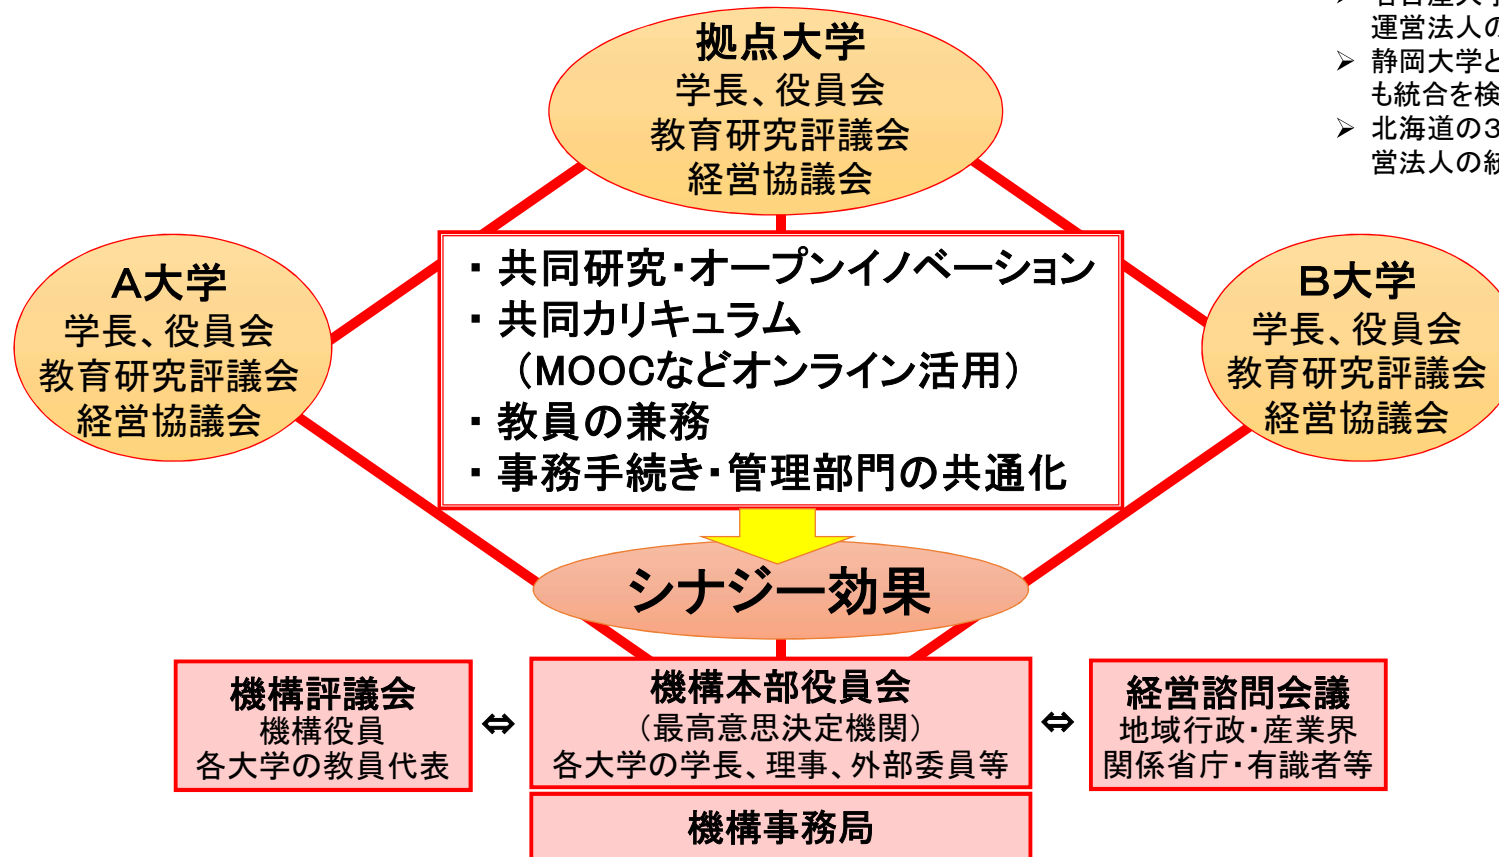 拠点大学
学長、役員会
教育研究評議会
経営協議会
運営法人の
➢ 静岡大学と
も統合を検
➢ 北海道の3
営法人の統
A大学
学長、役員会
教育研究評議会
経営協議会
・共同研究・オープンイノベーション
・共同カリキュラム
（MOOCなどオンライン活用）
・教員の兼務
・事務手続き・管理部門の共通化
B大学
学長、役員会
教育研究評議会
経営協議会
シナジー効果
機構評議会
機構役員
各大学の教員代表
⇔
機構本部役員会
（最高意思決定機関）
各大学の学長、理事、外部委員等
⇔
経営諮問会議
地域行政・産業界
関係省庁・有識者等
機構事務局